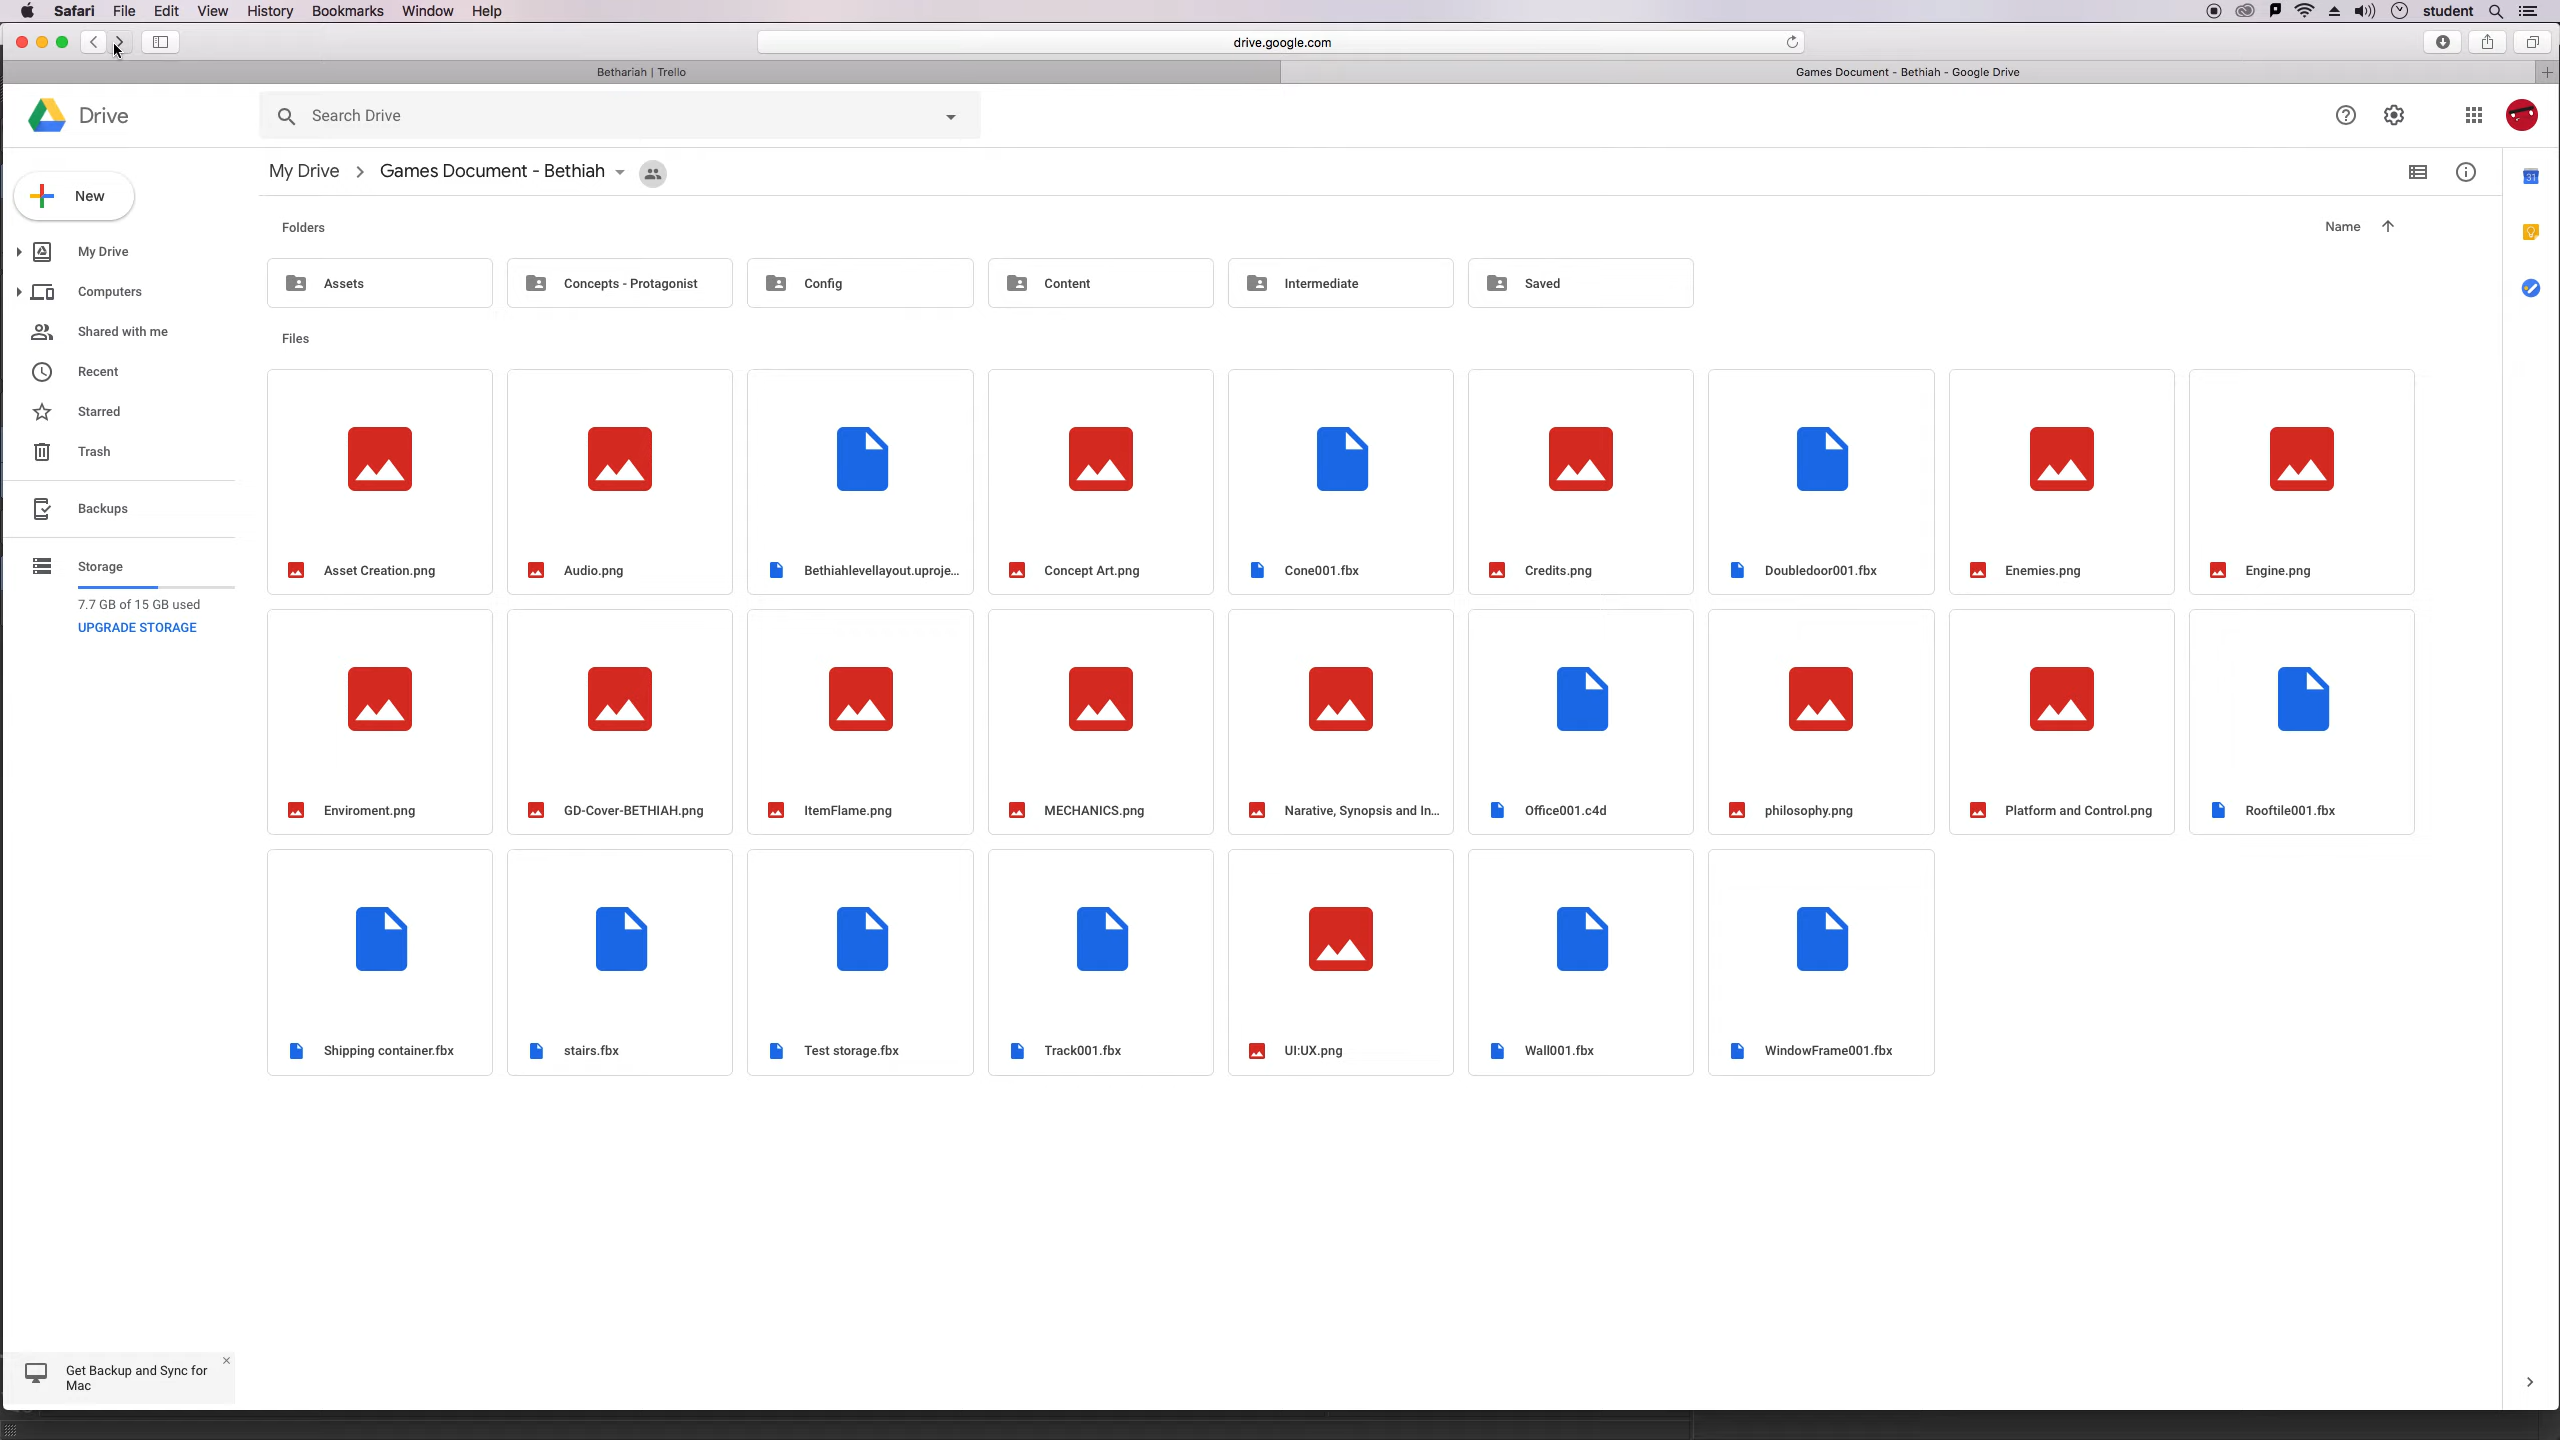 Safari File Edit View History Bookmarks Window Help
student
drive.google.com
Bethariah | Trello
Games Document - Bethiah - Google Drive
Drive
Search Drive
My Drive
Games Document - Bethiah
New
My Drive
Computers
Shared with me
Recent
Starred
Trash
Backups
Storage
7.7 GB of 15 GB used
UPGRADE STORAGE
Folders
Name
31
Assets
Concepts - Protagonist
Config
Content
Intermediate
Saved
Files
Asset Creation.png
Audio.png
Bethiahlevellayout.uproje...
Concept Art.png
Cone001.fbx
Credits.png
Doubledoor001.fbx
Enemies.png
Engine.png
Enviroment.png
GD-Cover-BETHIAH.png
ItemFlame.png
MECHANICS.png
Narative, Synopsis and In...
Office001.c4d
philosophy.png
Platform and Control.png
Rooftile001.fbx
Shipping container.fbx
stairs.fbx
Test storage.fbx
Track001.fbx
UI:UX.png
Wall001.fbx
WindowFrame001.fbx
Get Backup and Sync for
Mac